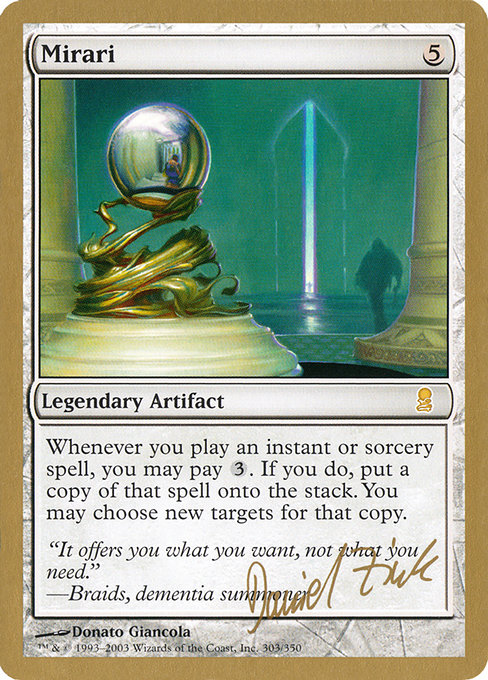 Mirari 5
Legendary Artifact
Whenever you play an instant or sorcery
spell, you may pay 3. If you do, put a
copy of that spell onto the stack. You
may choose new targets for that copy.
“It offers you what you want, not what you
need.”
—Braids, dementia summoner
Daniel Zink
Donato Giancola
™ & © 1993–2003 Wizards of the Coast, Inc. 303/350